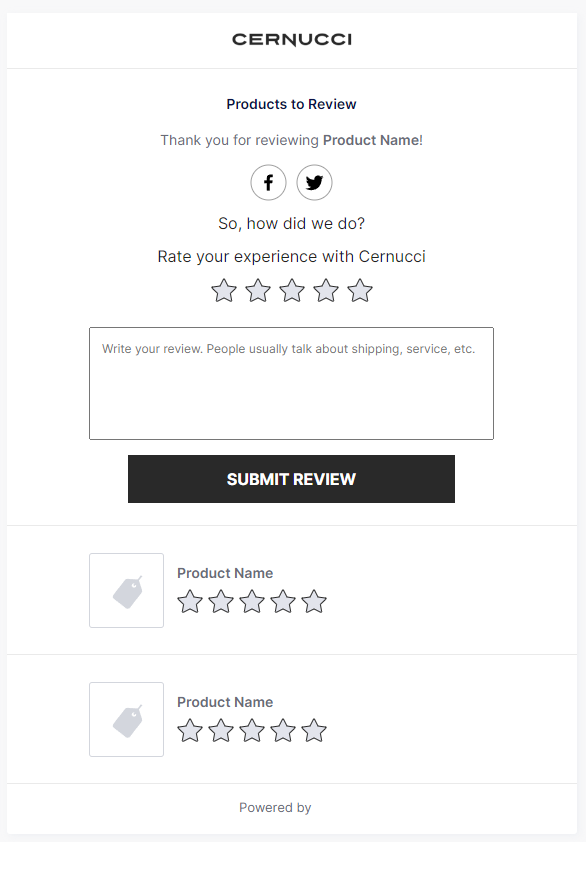 CERNUCCI
Products to Review
Thank you for reviewing Product Name!
So, how did we do?
Rate your experience with Cernucci
Write your review. People usually talk about shipping, service, etc.
SUBMIT REVIEW
Product Name
Product Name
Powered by